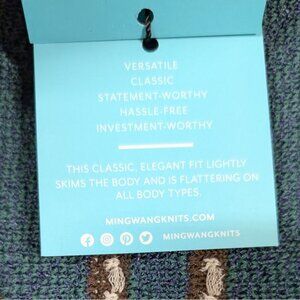 VERSATILE
CLASSIC
STATEMENT-WORTHY
HASSLE-FREE
INVESTMENT-WORTHY
THIS CLASSIC, ELEGANT FIT LIGHTLY
SKIMS THE BODY AND IS FLATTERING ON
ALL BODY TYPES.
MINGWANGKNITS.COM
MINGWANGKNITS